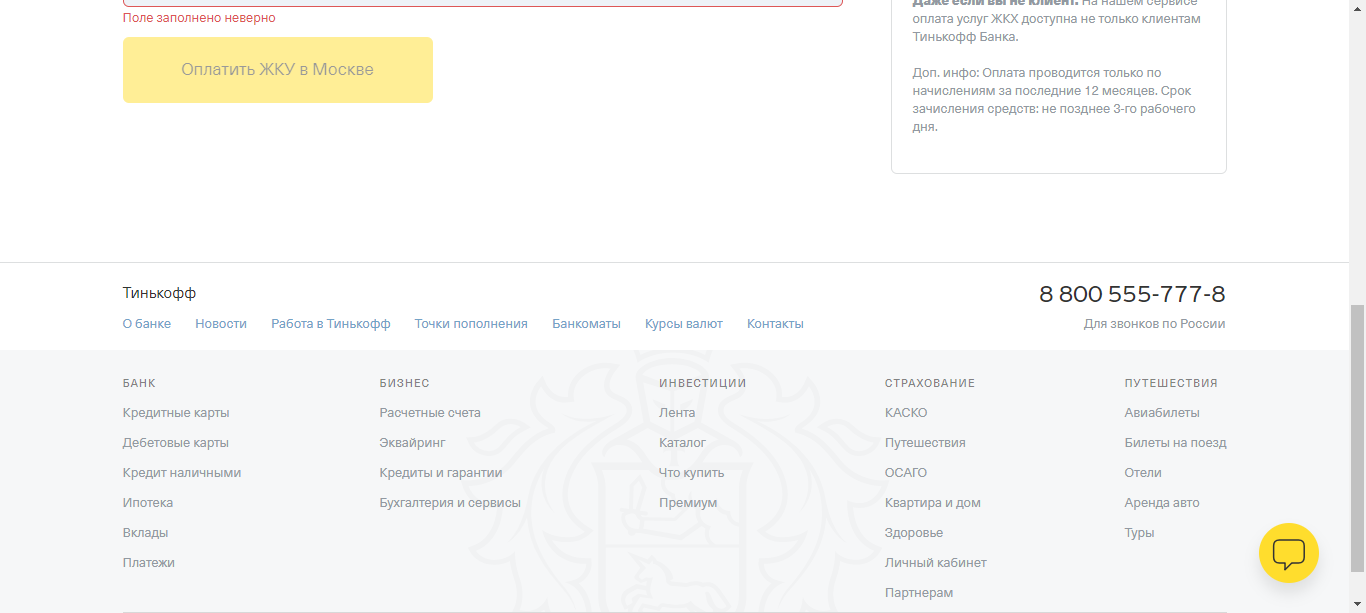 Поле заполнено неверно
Оплатить ЖКУ в Москве
Даже если вы не клиент. На нашем сервисе
оплата услуг ЖКХ доступна не только клиентам
Тинькофф Банка.
Доп. инфо: Оплата проводится только по
начислениям за последние 12 месяцев. Срок
зачисления средств: не позднее 3-го рабочего
дня.
Тинькофф
8 800 555-777-8
О банке Новости Работа в Тинькофф Точки пополнения Банкоматы Курсы валют Контакты
Для звонков по России
БАНК
Кредитные карты
Дебетовые карты
Кредит наличными
Ипотека
Вклады
Платежи
БИЗНЕС
Расчетные счета
Эквайринг
Кредиты и гарантии
Бухгалтерия и сервисы
ИНВЕСТИЦИИ
Лента
Каталог
Что купить
Премиум
СТРАХОВАНИЕ
КАСКО
Путешествия
ОСАГО
Квартира и дом
Здоровье
Личный кабинет
Партнерам
ПУТЕШЕСТВИЯ
Авиабилеты
Билеты на поезд
Отели
Аренда авто
Туры